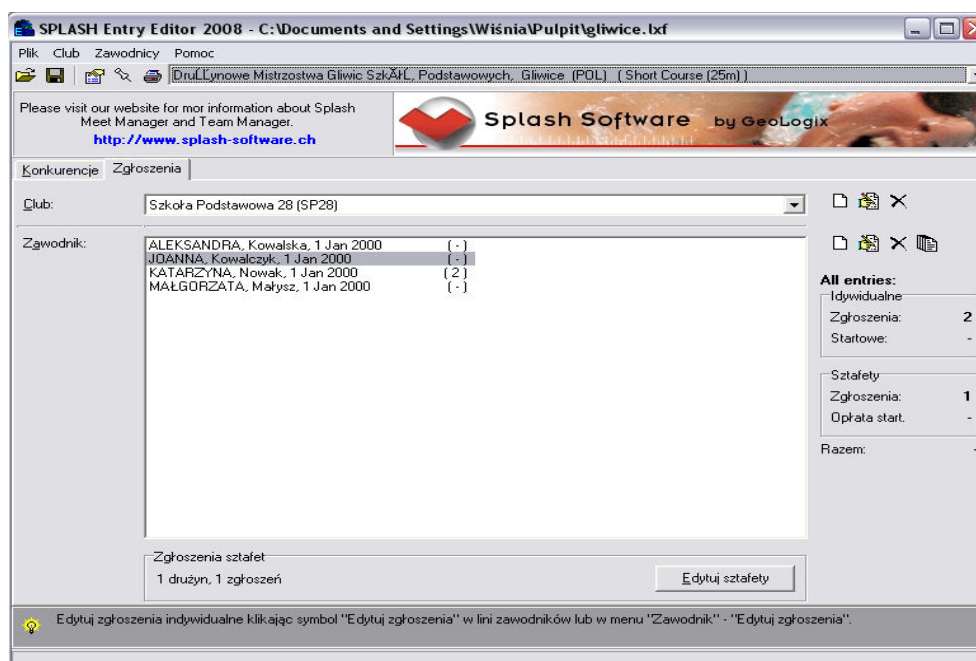 SPLASH Entry Editor 2008 - C:\Documents and Settings\Wiśnia\Pulpit\gliwice.lxf
Plik Club Zawodnicy Pomoc
DruĹĽynowe Mistrzostwa Gliwic SzkĂłĹ‚ Podstawowych, Gliwice (POL) ( Short Course (25m) )
Please visit our website for mor information about Splash
Meet Manager and Team Manager.
http://www.splash-software.ch
Splash Software by GeoLogix
Konkurencje Zgłoszenia
Club: Szkoła Podstawowa 28 (SP28)
Zawodnik:
ALEKSANDRA, Kowalska, 1 Jan 2000 ( - )
JOANNA, Kowalczyk, 1 Jan 2000 ( - )
KATARZYNA, Nowak, 1 Jan 2000 ( 2 )
MAŁGORZATA, Małysz, 1 Jan 2000 ( - )
All entries:
Idywidualne
Zgłoszenia: 2
Startowe: -
Sztafety
Zgłoszenia: 1
Opłata start. -
Razem: -
Zgłoszenia sztafet
1 drużyn, 1 zgłoszeń
Edytuj sztafety
Edytuj zgłoszenia indywidualne klikając symbol "Edytuj zgłoszenia" w lini zawodników lub w menu "Zawodnik" - "Edytuj zgłoszenia".